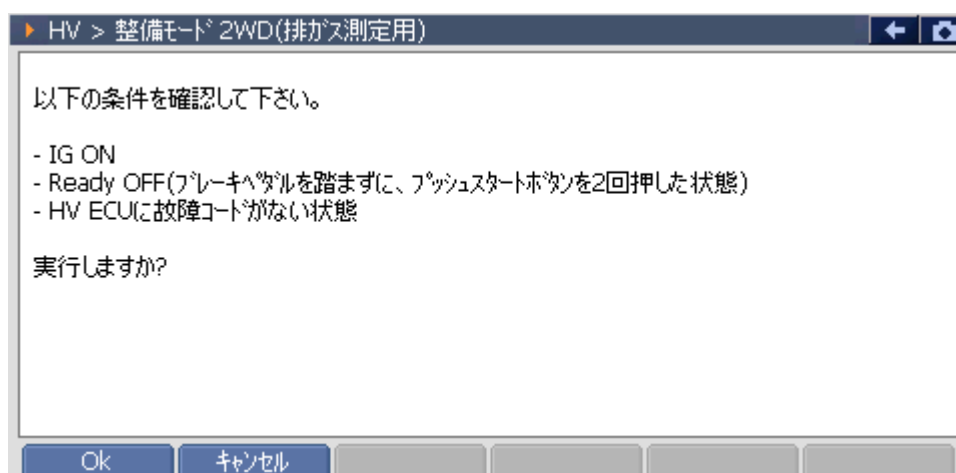 HV > 整備ﾓｰﾄﾞ 2WD(排ｶﾞｽ測定用)
以下の条件を確認して下さい。
- IG ON
- Ready OFF(ﾌﾞﾚｰｷﾍﾟﾀﾞﾙを踏まずに、ﾌﾟｯｼｭｽﾀｰﾄﾎﾞﾀﾝを2回押した状態)
- HV ECUに故障ｺｰﾄﾞがない状態
実行しますか?
Ok ｷｬﾝｾﾙ